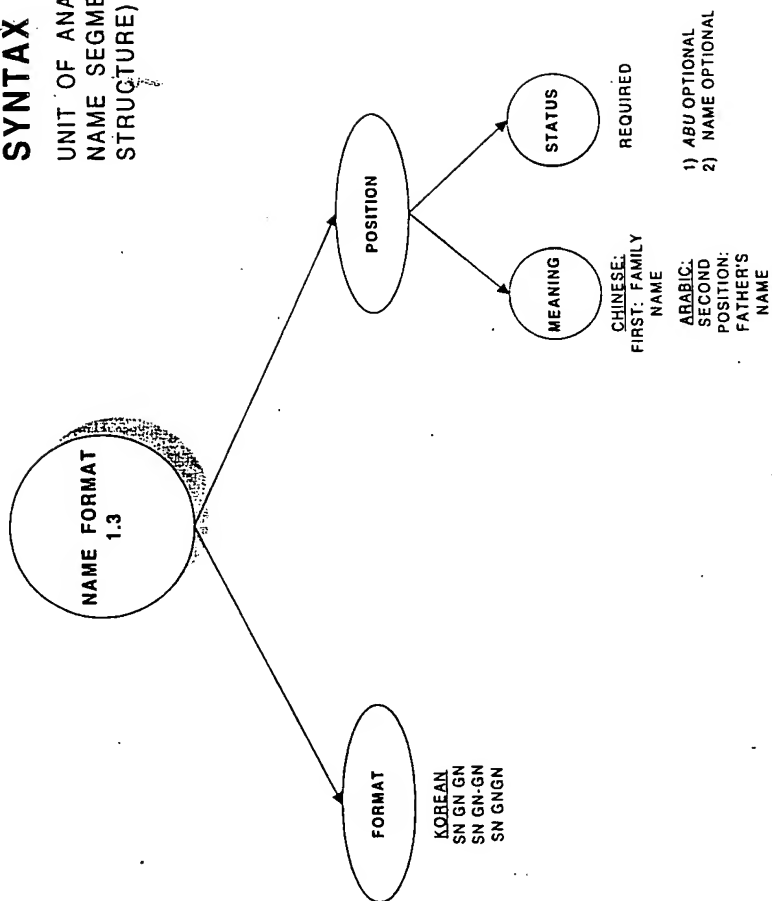 SYNTAX
UNIT OF
NAME
STRUCTURE)
NAME FORMAT
1.3
FORMAT
KOREAN
SN GN GN
SN GN-GN
SN GNGN
POSITION
MEANING
CHINESE:
FIRST: FAMILY
NAME
ARABIC:
SECOND
POSITION:
FATHER'S
NAME
STATUS
REQUIRED
1) ABU OPTIONAL
2) NAME OPTIONAL